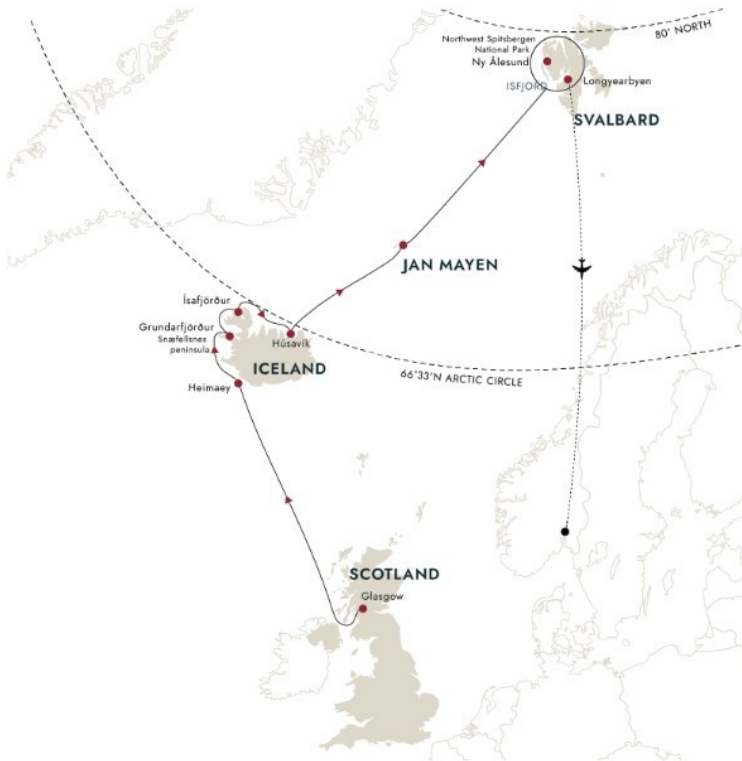 80° NORTH
Northwest Spitsbergen
National Park
Ny Ålesund
Longyearbyen
ISFJORD
SVALBARD
JAN MAYEN
Ísafjörður
Grundarfjörður
Snæfellsnes
peninsula
Húsavík
ICELAND
66°33'N ARCTIC CIRCLE
Heimaey
SCOTLAND
Glasgow